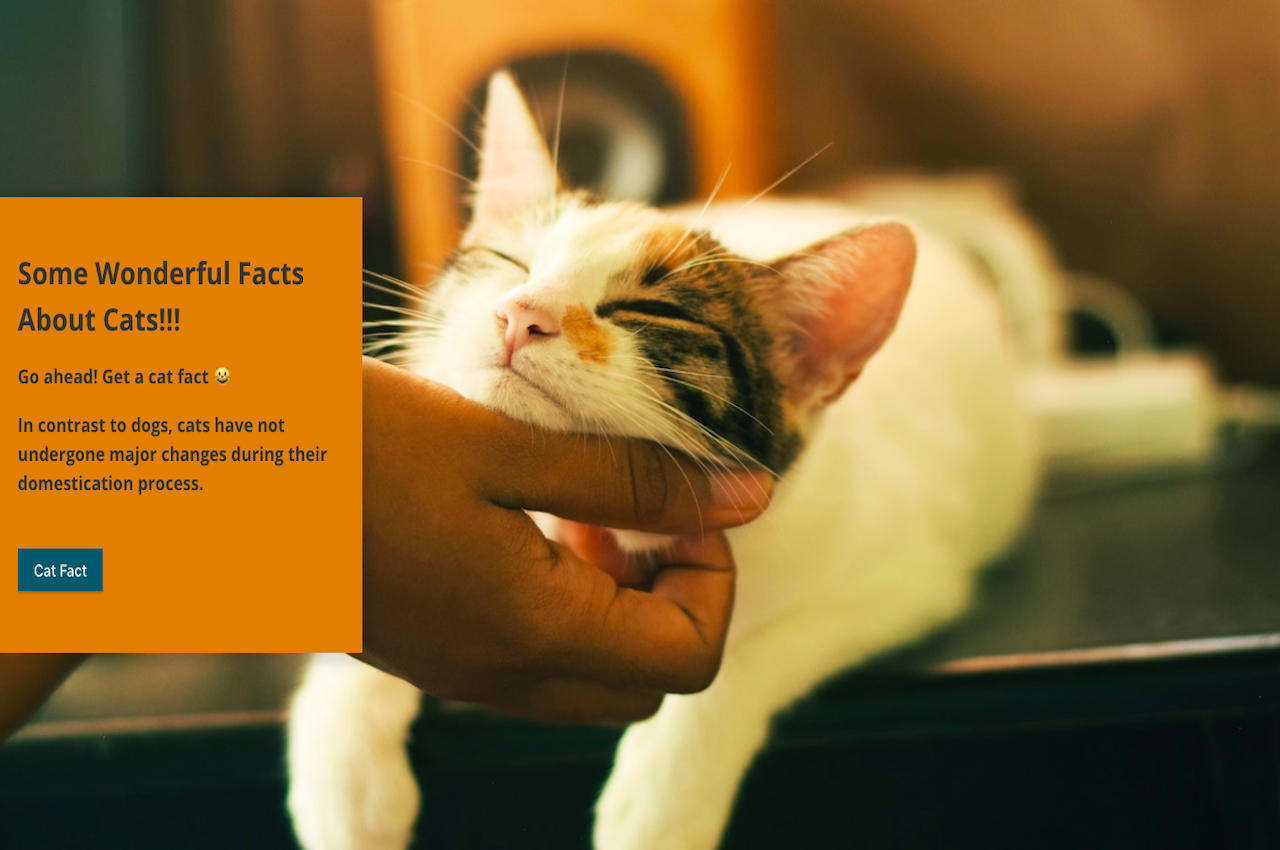 Some Wonderful Facts
About Cats!!!
Go ahead! Get a cat fact 😃
In contrast to dogs, cats have not
undergone major changes during their
domestication process.
Cat Fact